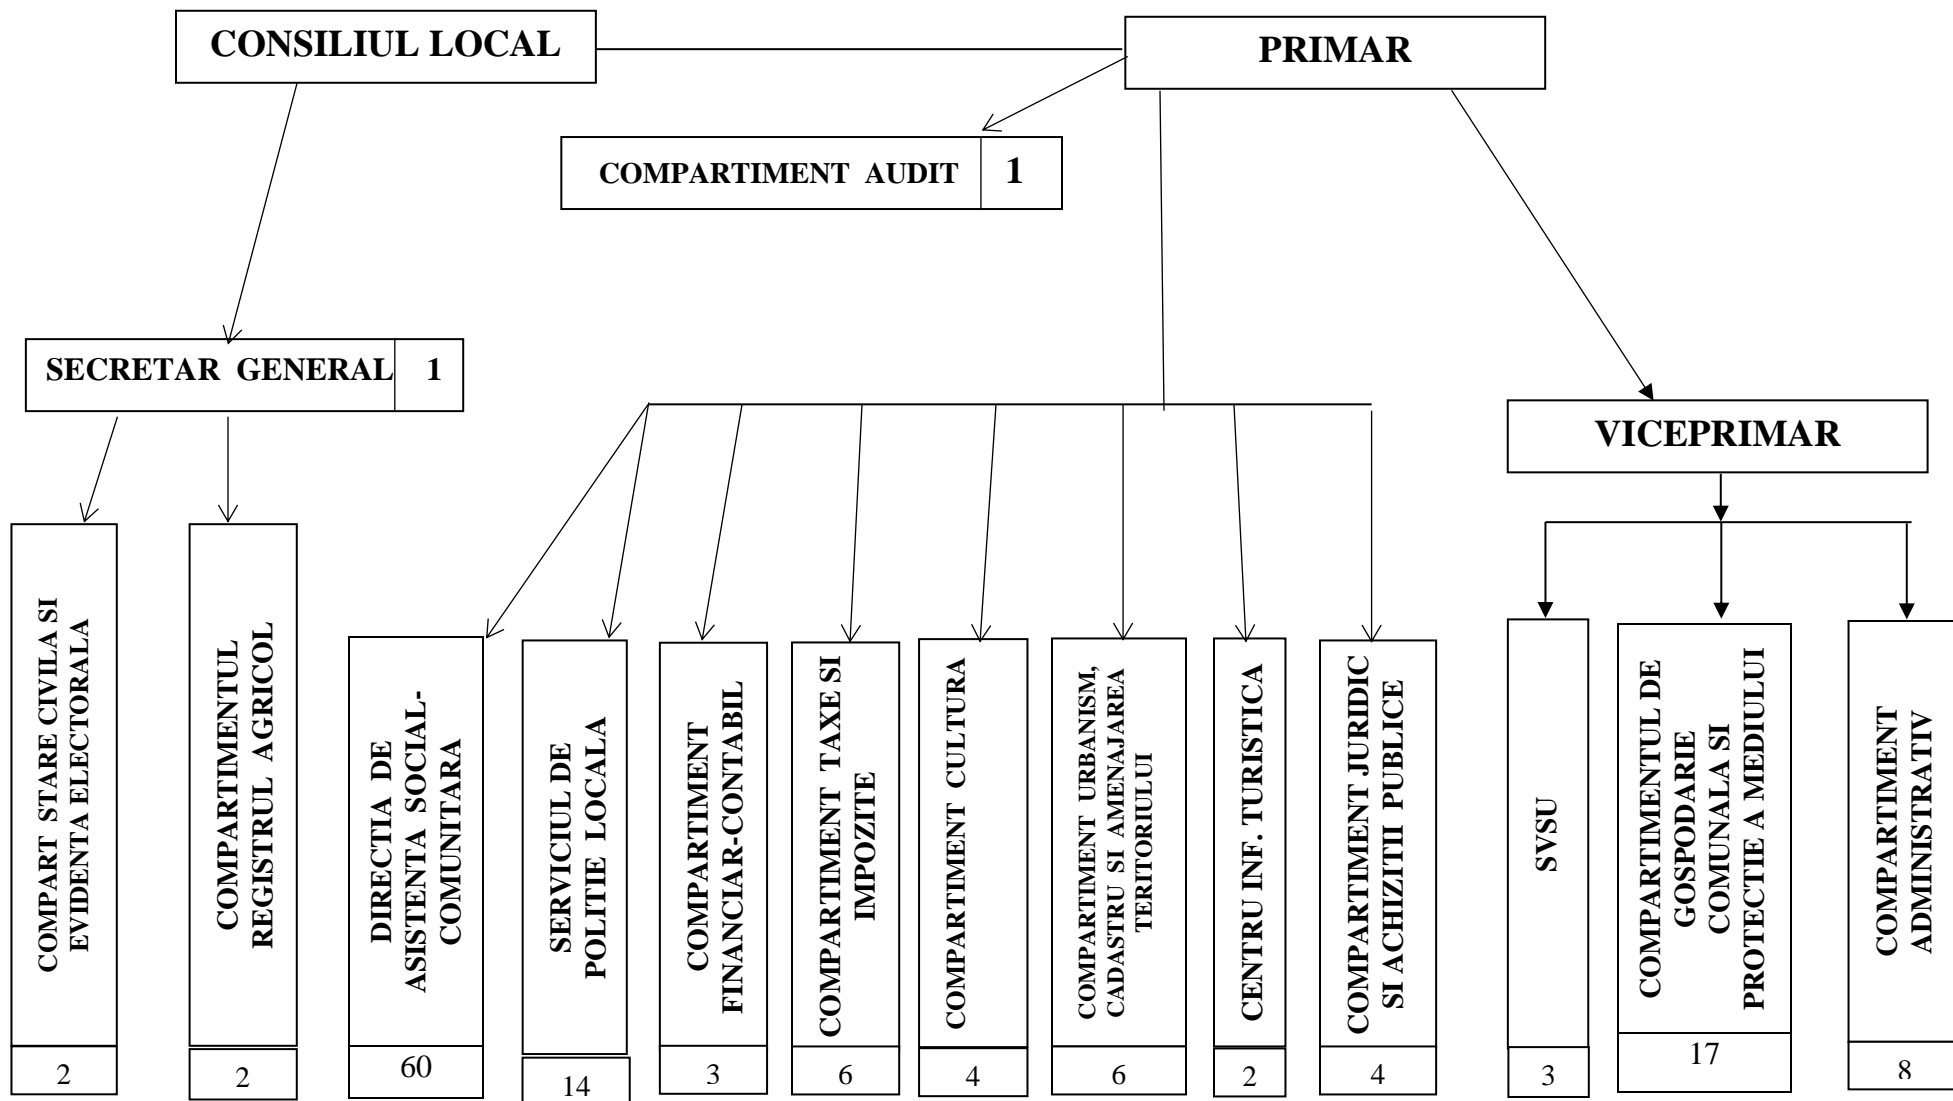 CONSILIUL LOCAL
PRIMAR
COMPARTIMENT AUDIT 1
SECRETAR GENERAL 1
VICEPRIMAR
COMPART STARE CIVILA SI
EVIDENTA ELECTORALA
2
COMPARTIMENTUL
REGISTRUL AGRICOL
2
DIRECTIA DE
ASISTENTA SOCIAL-
COMUNITARA
60
SERVICIUL DE
POLITIE LOCALA
14
COMPARTIMENT
FINANCIAR-CONTABIL
3
COMPARTIMENT TAXE SI
IMPOZITE
6
COMPARTIMENT CULTURA
4
COMPARTIMENT URBANISM,
CADASTRU SI AMENAJAREA
TERITORIULUI
6
CENTRU INF. TURISTICA
2
COMPARTIMENT JURIDIC
SI ACHIZITII PUBLICE
4
SVSU
3
COMPARTIMENTUL DE
GOSPODARIE
COMUNALA SI
PROTECTIE A MEDIULUI
17
COMPARTIMENT
ADMINISTRATIV
8